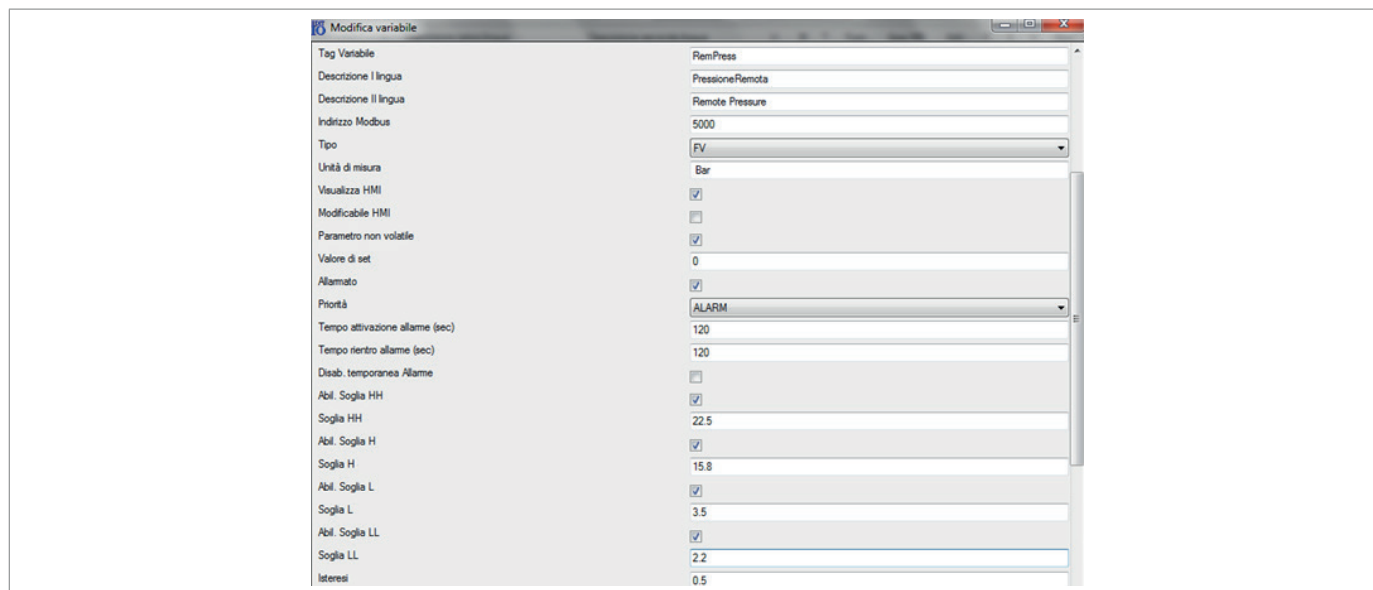 Modifica variabile
Tag Variabile RemPress
Descrizione I lingua PressioneRemota
Descrizione II lingua Remote Pressure
Indirizzo Modbus 5000
Tipo FV
Unità di misura Bar
Visualizza HMI
Modificabile HMI
Parametro non volatile
Valore di set 0
Allarmato
Priorità ALARM
Tempo attivazione allarme (sec) 120
Tempo rientro allarme (sec) 120
Disab. temporanea Allarme
Abil. Soglia HH
Soglia HH 22.5
Abil. Soglia H
Soglia H 15.8
Abil. Soglia L
Soglia L 3.5
Abil. Soglia LL
Soglia LL 2.2
Isteresi 0.5